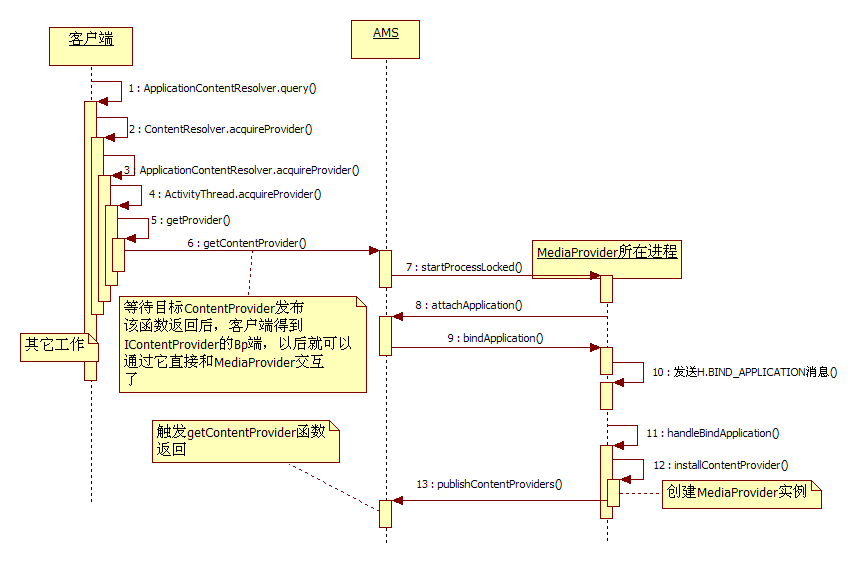 客户端
AMS
1 : ApplicationContentResolver.query()
2 : ContentResolver.acquireProvider()
3 : ApplicationContentResolver.acquireProvider()
4 : ActivityThread.acquireProvider()
5 : getProvider()
6 : getContentProvider()
MediaProvider所在进程
7 : startProcessLocked()
等待目标ContentProvider发布
该函数返回后，客户端得到
IContentProvider的Bp端，以后就可以
通过它直接和MediaProvider交互
了
8 : attachApplication()
其它工作
9 : bindApplication()
10 : 发送H.BIND_APPLICATION消息()
触发getContentProvider函数
返回
11 : handleBindApplication()
12 : installContentProvider()
13 : publishContentProviders()
创建MediaProvider实例